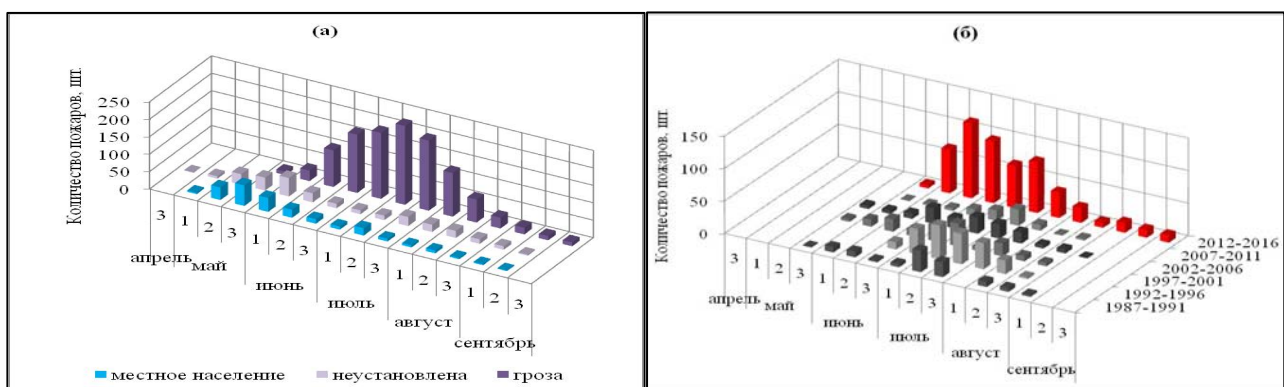 (а)
Количество пожаров, шт.
250
200
150
100
50
0
3 1 2 3 1 2 3 1 2 3 1 2 3 1 2 3
апрель май июнь июль август сентябрь
местное население неустановлена гроза
(б)
Количество пожаров, шт.
150
100
50
0
3 1 2 3 1 2 3 1 2 3 1 2 3 1 2 3
апрель май июнь июль август сентябрь
2012-2016
2007-2011
2002-2006
1997-2001
1992-1996
1987-1991